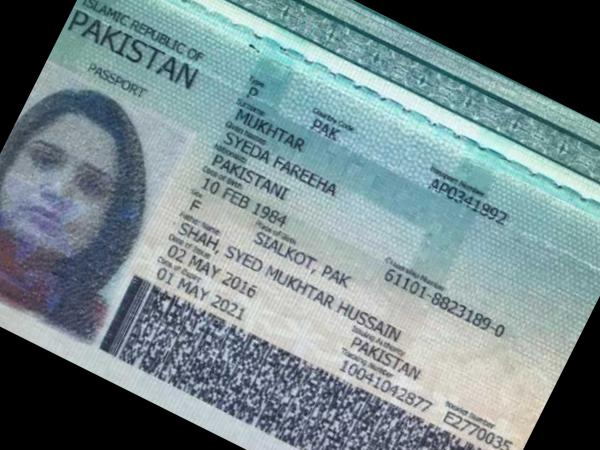 ISLAMIC REPUBLIC OF
PAKISTAN
PASSPORT
Type
P
Country Code
PAK
Passport Number
AP0341992
Surname
MUKHTAR
Given Names
SYEDA FAREEHA
Nationality
PAKISTANI
Date of Birth
10 FEB 1984
Citizenship Number
61101-8823189-0
Sex
F
Place of Birth
SIALKOT, PAK
Father Name
SHAH, SYED MUKHTAR HUSSAIN
Date of Issue
02 MAY 2016
Issuing Authority
PAKISTAN
Date of Expiry
01 MAY 2021
Tracking Number
10041042877
Booklet Number
E2770035